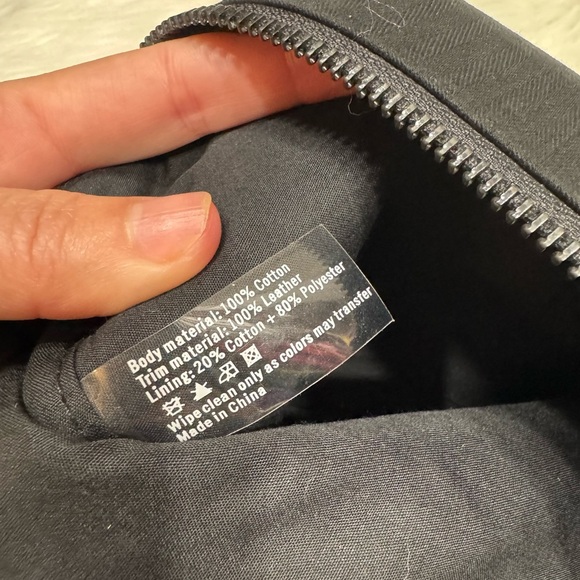 Body material: 100% Cotton
Trim material: 100% Leather
Lining: 20% Cotton + 80% Polyester
Wipe clean only as colors may transfer
Made in China